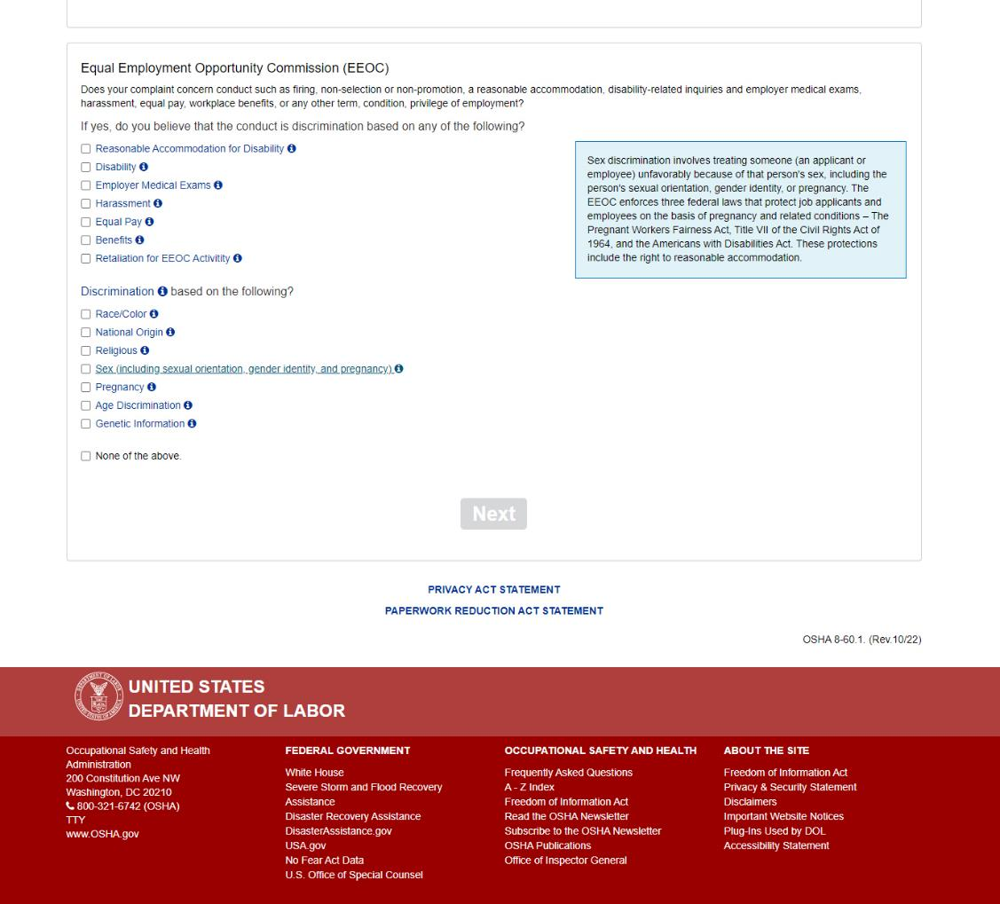 Equal Employment Opportunity Commission (EEOC)
Does your complaint concern conduct such as firing, non-selection or non-promotion, a reasonable accommodation, disability-related inquiries and employer medical exams,
harassment, equal pay, workplace benefits, or any other term, condition, privilege of employment?
If yes, do you believe that the conduct is discrimination based on any of the following?
Reasonable Accommodation for Disability
Disability
Employer Medical Exams
Harassment
Equal Pay
Benefits
Retaliation for EEOC Activitity
Sex discrimination involves treating someone (an applicant or
employee) unfavorably because of that person's sex, including the
person's sexual orientation, gender identity, or pregnancy. The
EEOC enforces three federal laws that protect job applicants and
employees on the basis of pregnancy and related conditions – The
Pregnant Workers Fairness Act, Title VII of the Civil Rights Act of
1964, and the Americans with Disabilities Act. These protections
include the right to reasonable accommodation.
Discrimination based on the following?
Race/Color
National Origin
Religious
Sex (including sexual orientation, gender identity, and pregnancy)
Pregnancy
Age Discrimination
Genetic Information
None of the above.
Next
PRIVACY ACT STATEMENT
PAPERWORK REDUCTION ACT STATEMENT
OSHA 8-60.1. (Rev.10/22)
UNITED STATES
DEPARTMENT OF LABOR
Occupational Safety and Health
Administration
200 Constitution Ave NW
Washington, DC 20210
800-321-6742 (OSHA)
TTY
www.OSHA.gov
FEDERAL GOVERNMENT
White House
Severe Storm and Flood Recovery
Assistance
Disaster Recovery Assistance
DisasterAssistance.gov
USA.gov
No Fear Act Data
U.S. Office of Special Counsel
OCCUPATIONAL SAFETY AND HEALTH
Frequently Asked Questions
A - Z Index
Freedom of Information Act
Read the OSHA Newsletter
Subscribe to the OSHA Newsletter
OSHA Publications
Office of Inspector General
ABOUT THE SITE
Freedom of Information Act
Privacy & Security Statement
Disclaimers
Important Website Notices
Plug-Ins Used by DOL
Accessibility Statement